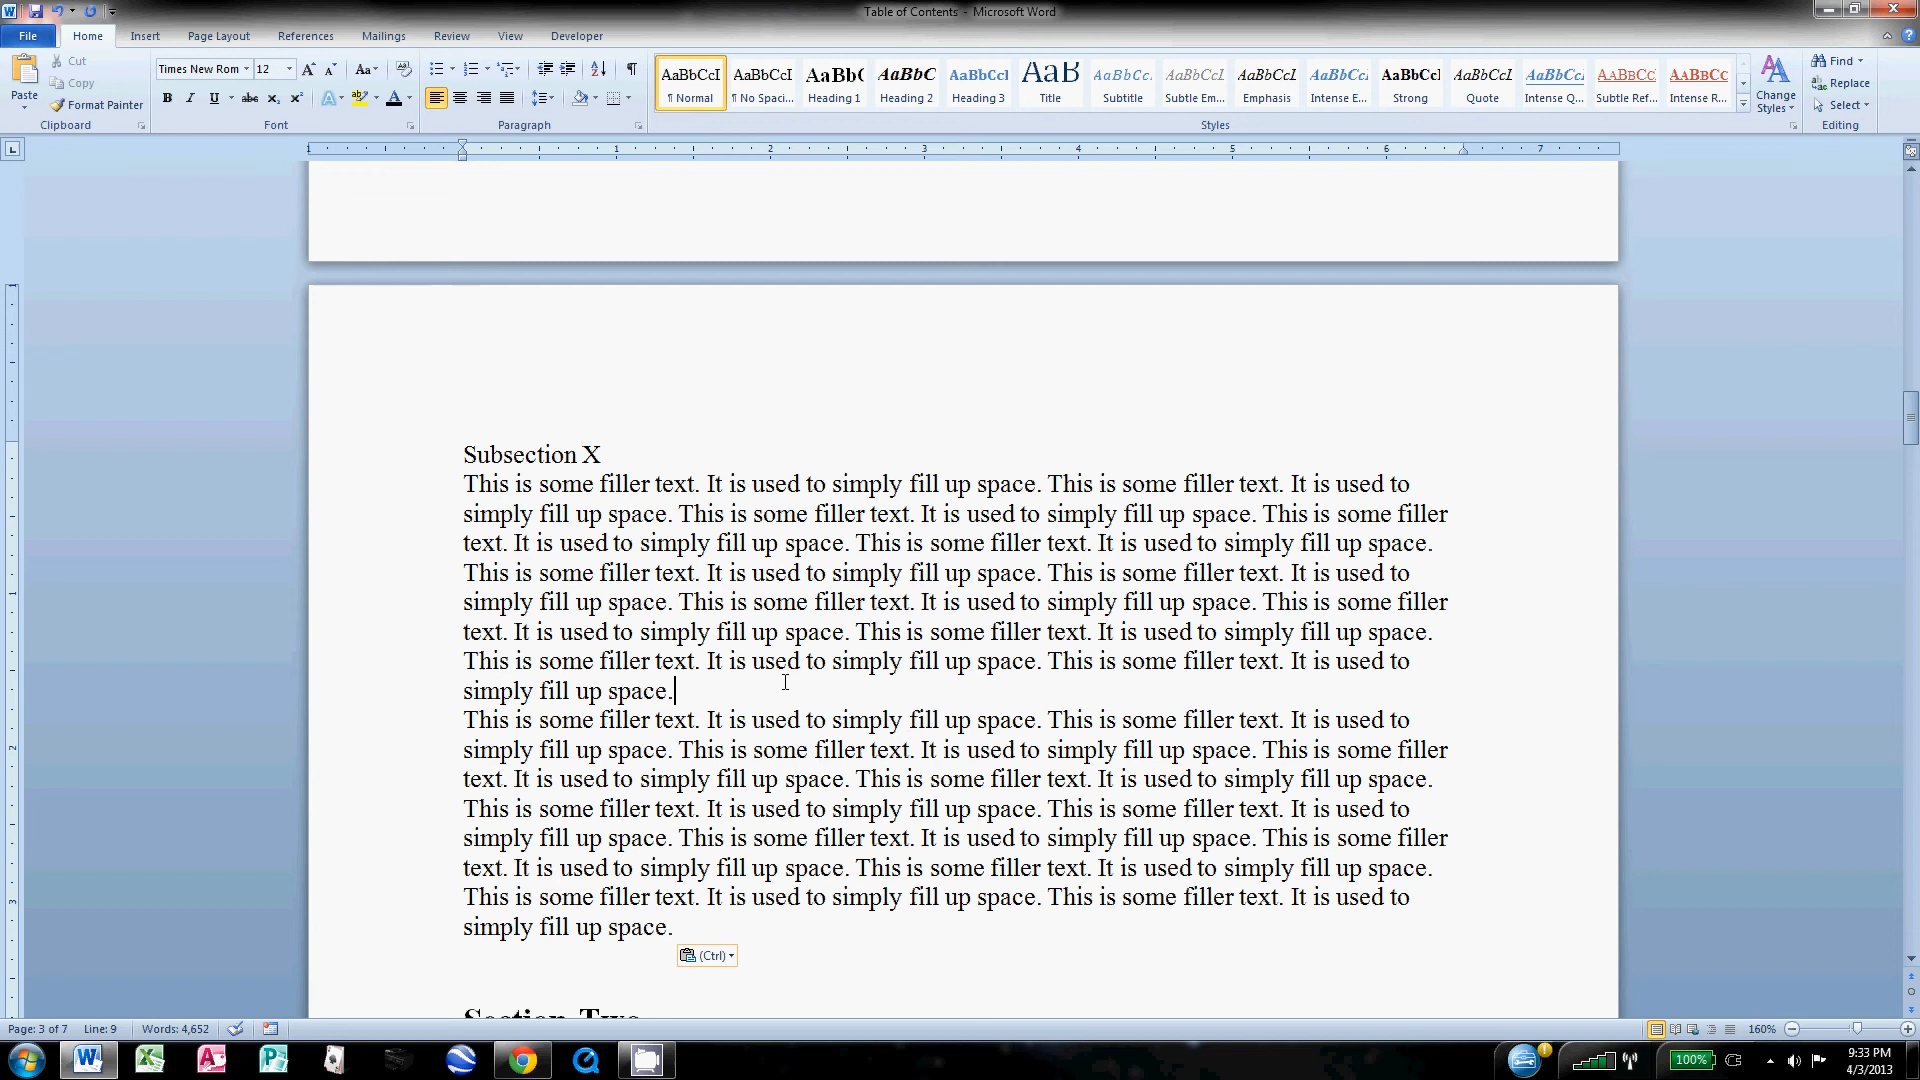 Table of Contents - Microsoft Word
File Home Insert Page Layout References Mailings Review View Developer
Paste
Cut
Copy
Format Painter
Clipboard
Times New Rom 12
Font
Paragraph
AaBbCcI AaBbCcI AaBb( AaBbC AaBbCcI AaB AaBbCc. AaBbCcL AaBbCcL AaBbCcI AaBbCcI AaBbCcL AaBbCcI AABBCC AABBCC
¶ Normal ¶ No Spaci... Heading 1 Heading 2 Heading 3 Title Subtitle Subtle Em... Emphasis Intense E... Strong Quote Intense Q... Subtle Ref... Intense R...
Styles
Change
Styles
Find
Replace
Select
Editing
1 1 2 3 4 5 6 7
Subsection X
This is some filler text. It is used to simply fill up space. This is some filler text. It is used to
simply fill up space. This is some filler text. It is used to simply fill up space. This is some filler
text. It is used to simply fill up space. This is some filler text. It is used to simply fill up space.
This is some filler text. It is used to simply fill up space. This is some filler text. It is used to
simply fill up space. This is some filler text. It is used to simply fill up space. This is some filler
text. It is used to simply fill up space. This is some filler text. It is used to simply fill up space.
This is some filler text. It is used to simply fill up space. This is some filler text. It is used to
simply fill up space.
This is some filler text. It is used to simply fill up space. This is some filler text. It is used to
simply fill up space. This is some filler text. It is used to simply fill up space. This is some filler
text. It is used to simply fill up space. This is some filler text. It is used to simply fill up space.
This is some filler text. It is used to simply fill up space. This is some filler text. It is used to
simply fill up space. This is some filler text. It is used to simply fill up space. This is some filler
text. It is used to simply fill up space. This is some filler text. It is used to simply fill up space.
This is some filler text. It is used to simply fill up space. This is some filler text. It is used to
simply fill up space.
(Ctrl)
Section Two
Page: 3 of 7 Line: 9 Words: 4,652 160%
100% 9:33 PM
4/3/2013